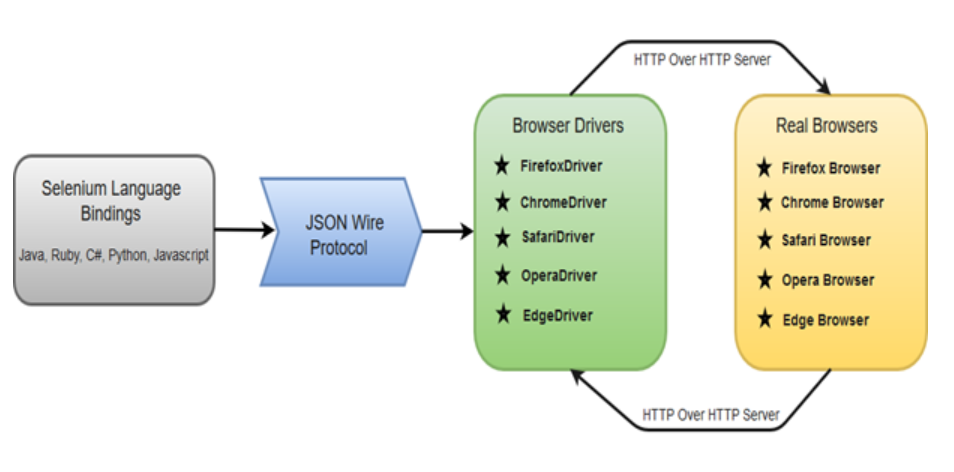 HTTP Over HTTP Server
Selenium Language
Bindings
Java, Ruby, C#, Python, Javascript
JSON Wire
Protocol
Browser Drivers
★ FirefoxDriver
★ ChromeDriver
★ SafariDriver
★ OperaDriver
★ EdgeDriver
Real Browsers
★ Firefox Browser
★ Chrome Browser
★ Safari Browser
★ Opera Browser
★ Edge Browser
HTTP Over HTTP Server